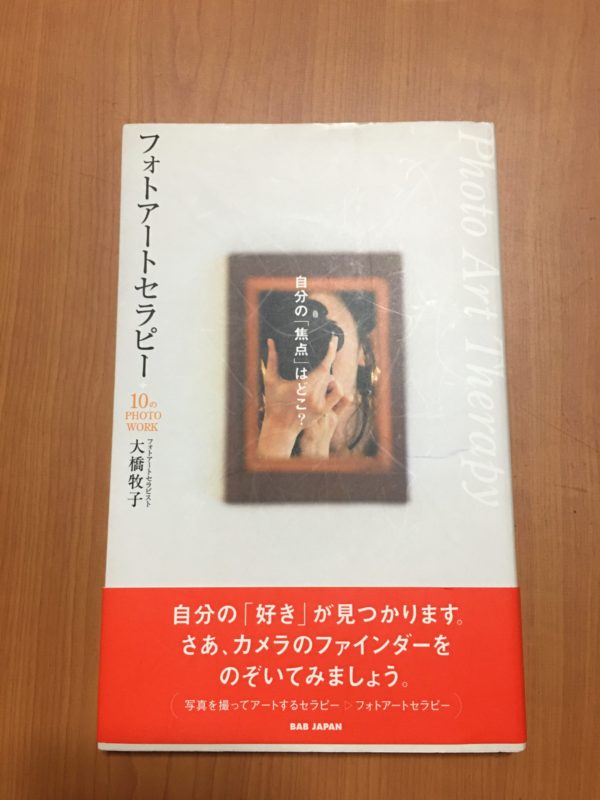 フォトアートセラピー
10の
PHOTO
WORK
フォトアートセラピスト
大橋牧子
Photo Art Therapy
自分の「焦点」はどこ?
自分の「好き」が見つかります。
さあ、カメラのファインダーを
のぞいてみましょう。
写真を撮ってアートするセラピー ▷ フォトアートセラピー
BAB JAPAN